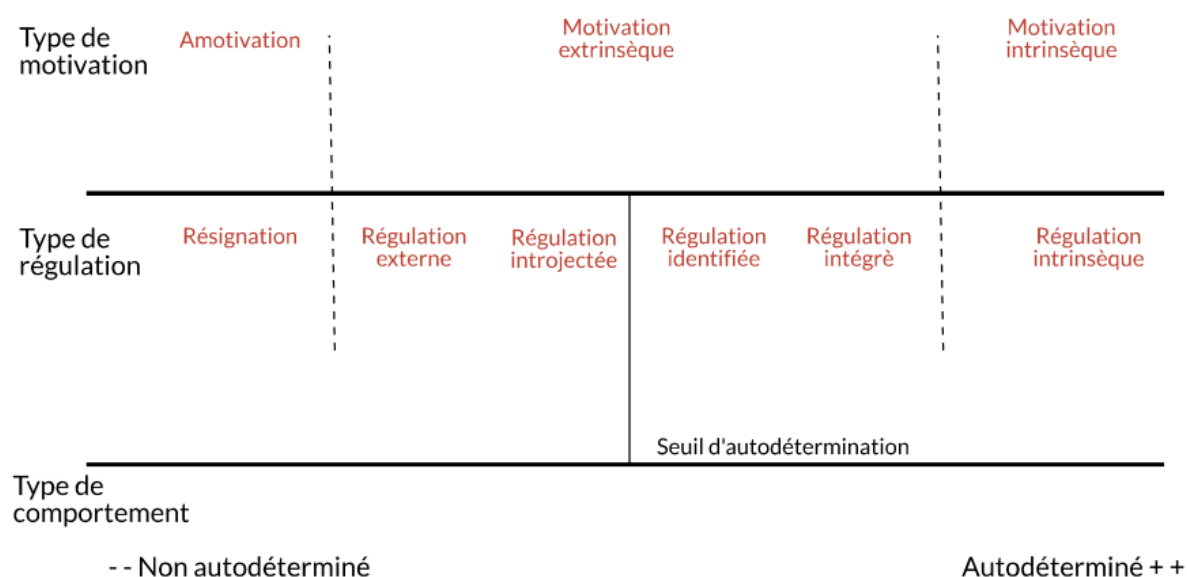 Type de
motivation
Amotivation
Motivation
extrinsèque
Motivation
intrinsèque
Type de
régulation
Résignation
Régulation
externe
Régulation
introjectée
Régulation
identifiée
Régulation
intégrè
Régulation
intrinsèque
Seuil d'autodétermination
Type de
comportement
- - Non autodéterminé
Autodéterminé + +